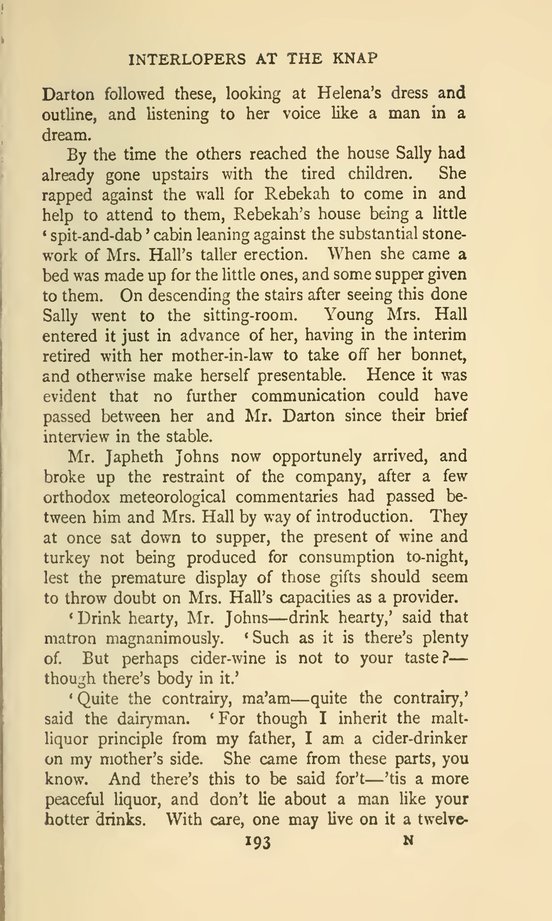 INTERLOPERS AT THE KNAP
Darton followed these, looking at Helena's dress and
outline, and listening to her voice like a man in a
dream.
By the time the others reached the house Sally had
already gone upstairs with the tired children. She
rapped against the wall for Rebekah to come in and
help to attend to them, Rebekah's house being a little
‘ spit-and-dab ’ cabin leaning against the substantial stone-
work of Mrs. Hall's taller erection. When she came a
bed was made up for the little ones, and some supper given
to them. On descending the stairs after seeing this done
Sally went to the sitting-room. Young Mrs. Hall
entered it just in advance of her, having in the interim
retired with her mother-in-law to take off her bonnet,
and otherwise make herself presentable. Hence it was
evident that no further communication could have
passed between her and Mr. Darton since their brief
interview in the stable.
Mr. Japheth Johns now opportunely arrived, and
broke up the restraint of the company, after a few
orthodox meteorological commentaries had passed be-
tween him and Mrs. Hall by way of introduction. They
at once sat down to supper, the present of wine and
turkey not being produced for consumption to-night,
lest the premature display of those gifts should seem
to throw doubt on Mrs. Hall's capacities as a provider.
‘ Drink hearty, Mr. Johns—drink hearty,’ said that
matron magnanimously. ‘ Such as it is there's plenty
of. But perhaps cider-wine is not to your taste?—
though there's body in it.’
‘ Quite the contrairy, ma'am—quite the contrairy,’
said the dairyman. ‘ For though I inherit the malt-
liquor principle from my father, I am a cider-drinker
on my mother's side. She came from these parts, you
know. And there's this to be said for't—'tis a more
peaceful liquor, and don't lie about a man like your
hotter drinks. With care, one may live on it a twelve-
193 N